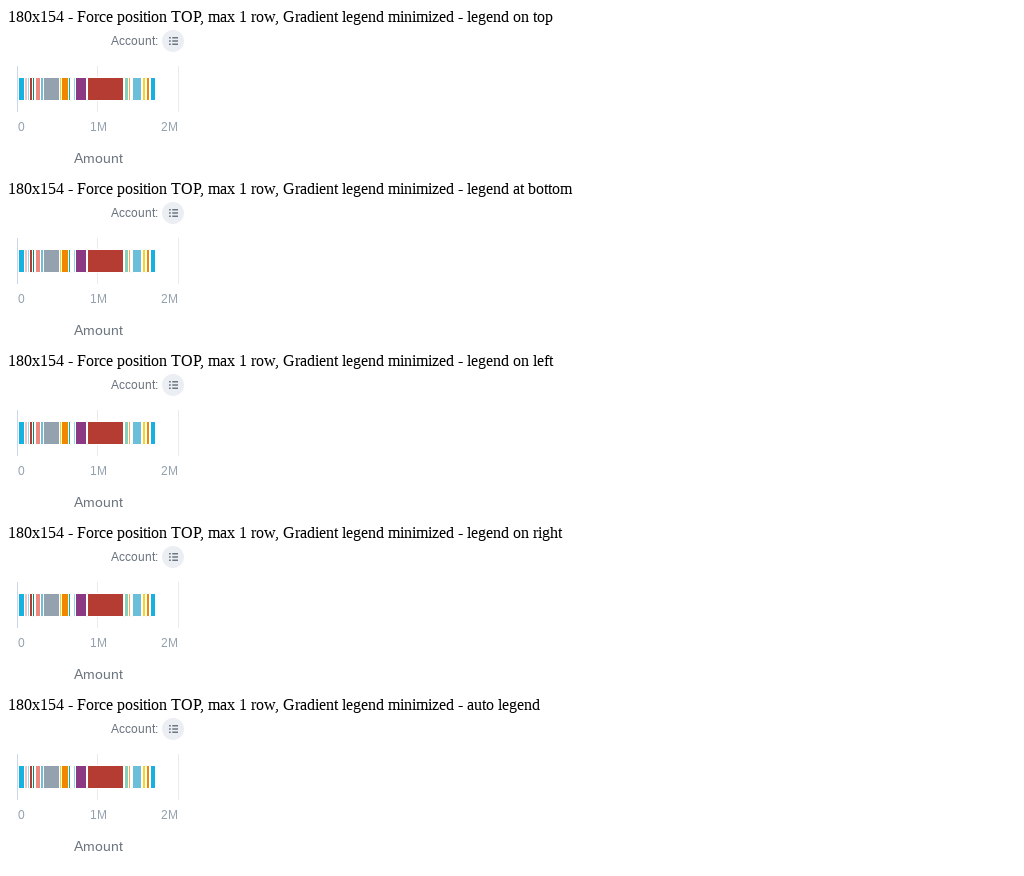 180x154 - Force position TOP, max 1 row, Gradient legend minimized - legend on top
Account:
0 1M 2M
Amount
180x154 - Force position TOP, max 1 row, Gradient legend minimized - legend at bottom
Account:
0 1M 2M
Amount
180x154 - Force position TOP, max 1 row, Gradient legend minimized - legend on left
Account:
0 1M 2M
Amount
180x154 - Force position TOP, max 1 row, Gradient legend minimized - legend on right
Account:
0 1M 2M
Amount
180x154 - Force position TOP, max 1 row, Gradient legend minimized - auto legend
Account:
0 1M 2M
Amount